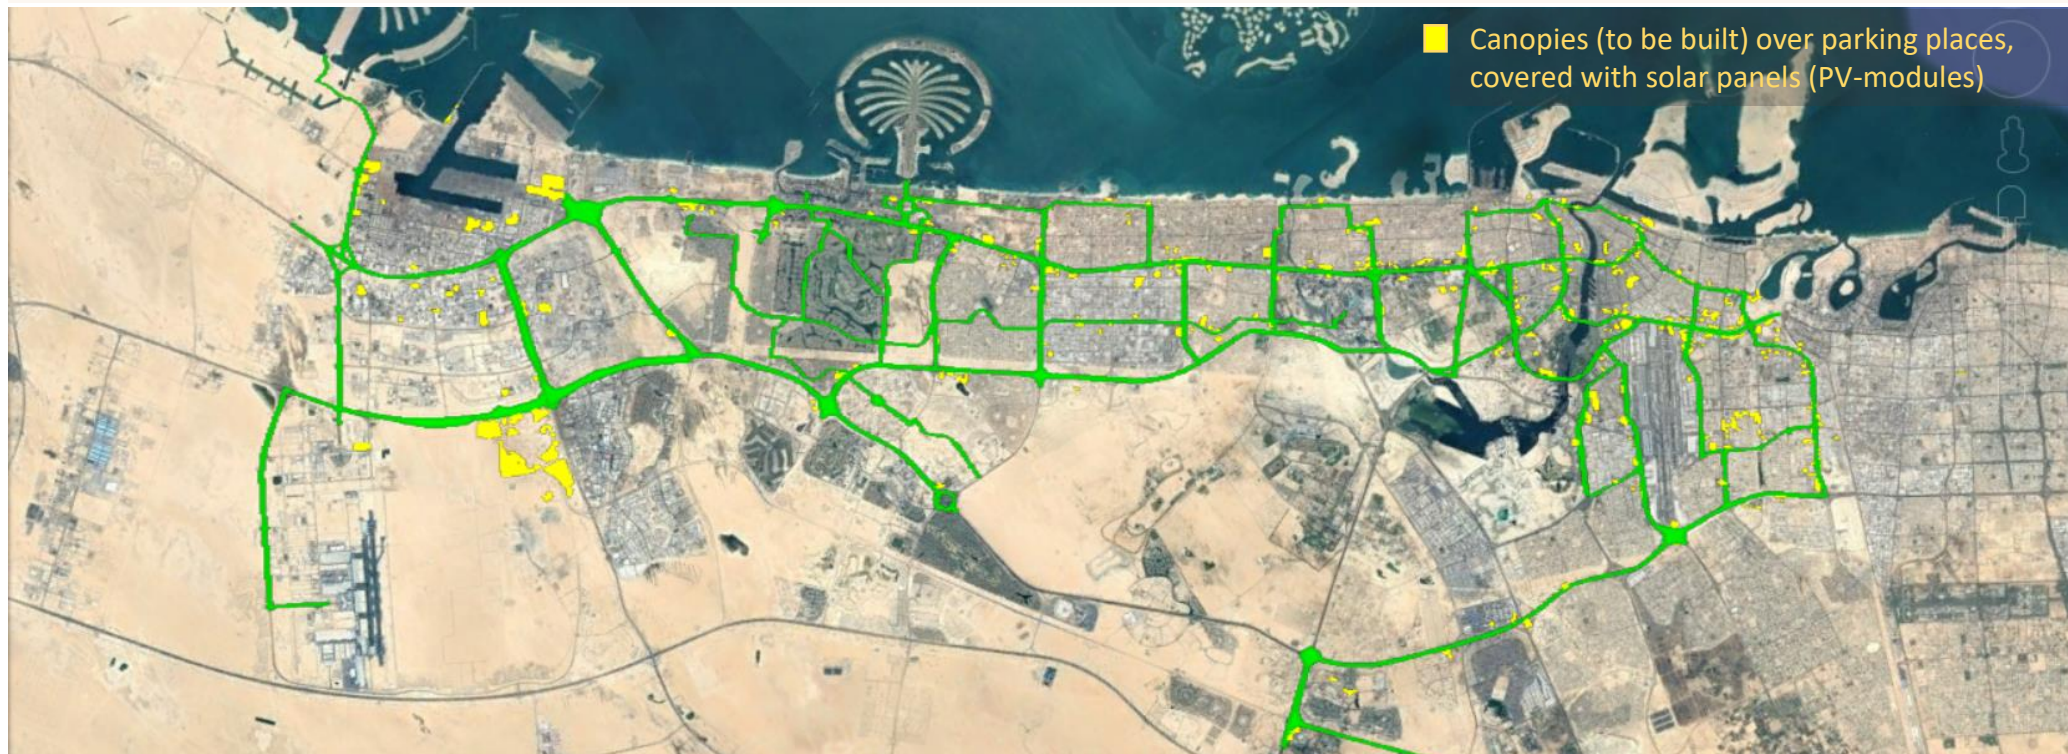 Canopies (to be built) over parking places,
covered with solar panels (PV-modules)